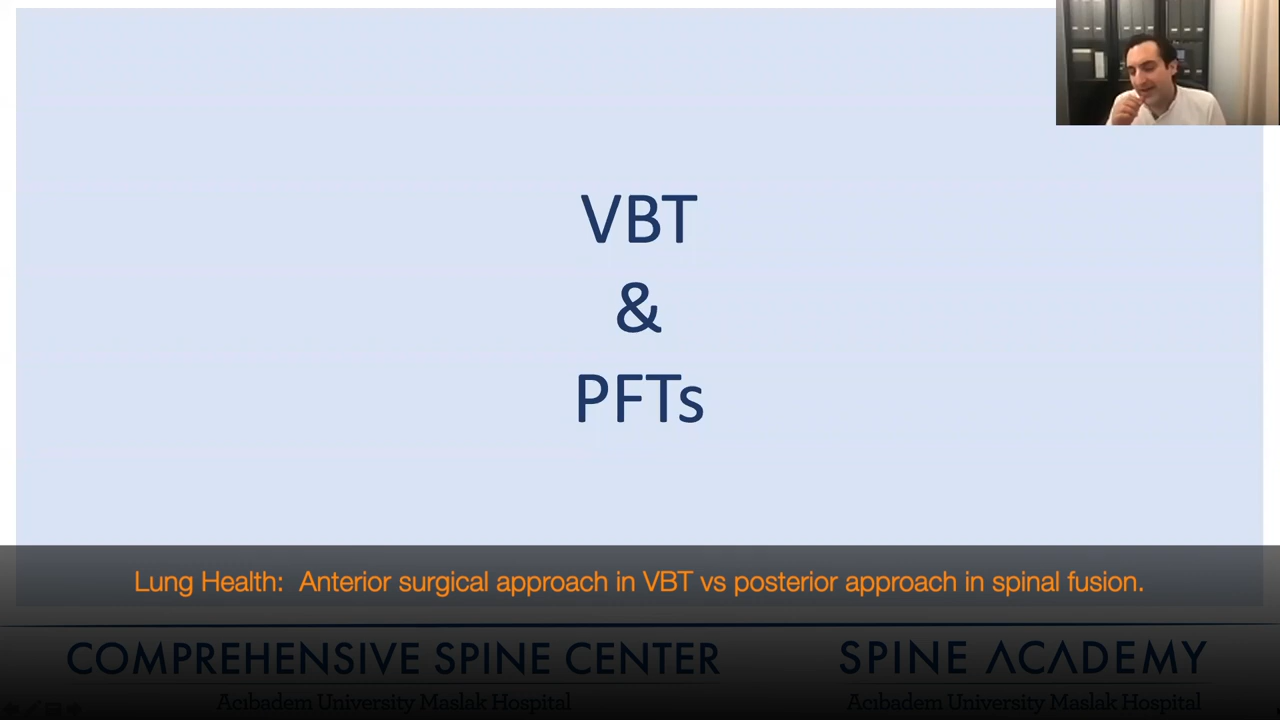 VBT
&
PFTs
Lung Health: Anterior surgical approach in VBT vs posterior approach in spinal fusion.
COMPREHENSIVE SPINE CENTER
Acıbadem University Maslak Hospital
SPINE ACADEMY
Acıbadem University Maslak Hospital